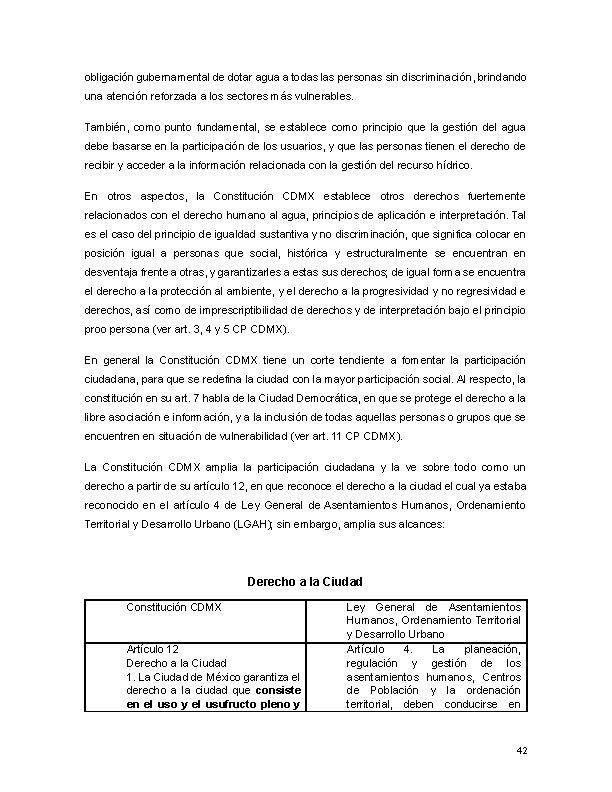 obligación gubernamental de dotar agua a todas las personas sin discriminación, brindando
una atención reforzada a los sectores más vulnerables.
También, como punto fundamental, se establece como principio que la gestión del agua
debe basarse en la participación de los usuarios, y que las personas tienen el derecho de
recibir y acceder a la información relacionada con la gestión del recurso hídrico.
En otros aspectos, la Constitución CDMX establece otros derechos fuertemente
relacionados con el derecho humano al agua, principios de aplicación e interpretación. Tal
es el caso del principio de igualdad sustantiva y no discriminación, que significa colocar en
posición igual a personas que social, histórica y estructuralmente se encuentran en
desventaja frente a otras, y garantizarles a estas sus derechos; de igual forma se encuentra
el derecho a la protección al ambiente, y el derecho a la progresividad y no regresividad e
derechos, así como de imprescriptibilidad de derechos y de interpretación bajo el principio
proo persona (ver art. 3, 4 y 5 CP CDMX).
En general la Constitución CDMX tiene un corte tendiente a fomentar la participación
ciudadana, para que se redefina la ciudad con la mayor participación social. Al respecto, la
constitución en su art. 7 habla de la Ciudad Democrática, en que se protege el derecho a la
libre asociación e información, y a la inclusión de todas aquellas personas o grupos que se
encuentren en situación de vulnerabilidad (ver art. 11 CP CDMX).
La Constitución CDMX amplia la participación ciudadana y la ve sobre todo como un
derecho a partir de su artículo 12, en que reconoce el derecho a la ciudad el cual ya estaba
reconocido en el artículo 4 de Ley General de Asentamientos Humanos, Ordenamiento
Territorial y Desarrollo Urbano (LGAH); sin embargo, amplia sus alcances:
Derecho a la Ciudad
Constitución CDMX
Ley General de Asentamientos
Humanos, Ordenamiento Territorial
y Desarrollo Urbano
Artículo 12
Derecho a la Ciudad
1. La Ciudad de México garantiza el
derecho a la ciudad que consiste
en el uso y el usufructo pleno y
Artículo 4. La planeación,
regulación y gestión de los
asentamientos humanos, Centros
de Población y la ordenación
territorial, deben conducirse en
42